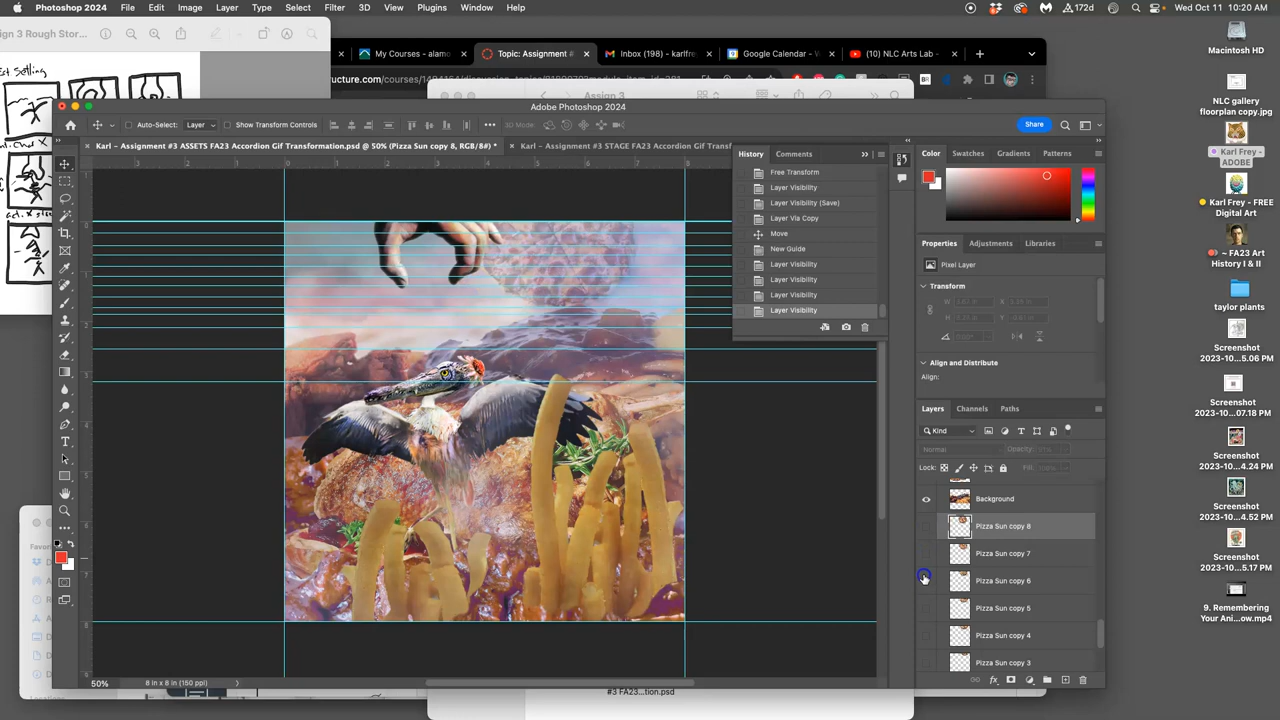 Photoshop 2024 File Edit Image Layer Type Select Filter 3D View Plugins Window Help 172d Wed Oct 11 10:20 AM
sign 3 Rough Stor...
My Courses - alamo Topic: Assignment # Inbox (198) - karlfre Google Calendar - W (10) NLC Arts Lab -
Assign 3
Adobe Photoshop 2024
Auto-Select: Layer Show Transform Controls 3D Mode: Share
Karl – Assignment #3 ASSETS FA23 Accordion Gif Transformation.psd @ 50% (Pizza Sun copy 8, RGB/8#) * Karl – Assignment #3 STAGE FA23 Accordion Gif Transf
History Comments
Free Transform
Layer Visibility
Layer Visibility (Save)
Layer Via Copy
Move
New Guide
Layer Visibility
Layer Visibility
Layer Visibility
Layer Visibility
Color Swatches Gradients Patterns
Properties Adjustments Libraries
Pixel Layer
Transform
Align and Distribute
Align:
Layers Channels Paths
Kind
Normal Opacity:
Lock: Fill:
Background
Pizza Sun copy 8
Pizza Sun copy 7
Pizza Sun copy 6
Pizza Sun copy 5
Pizza Sun copy 4
Pizza Sun copy 3
50% 8 in x 8 in (150 ppi)
Favori
#3 FA23...tion.psd
Macintosh HD
NLC gallery
floorplan copy.jpg
Karl Frey -
ADOBE
Karl Frey - FREE
Digital Art
~ FA23 Art
History I & II
taylor plants
Screenshot
2023-10...5.06 PM
Screenshot
2023-10...07.18 PM
Screenshot
2023-10...4.24 PM
Screenshot
2023-10...4.52 PM
Screenshot
2023-10...5.17 PM
9. Remembering
Your Ani...ow.mp4